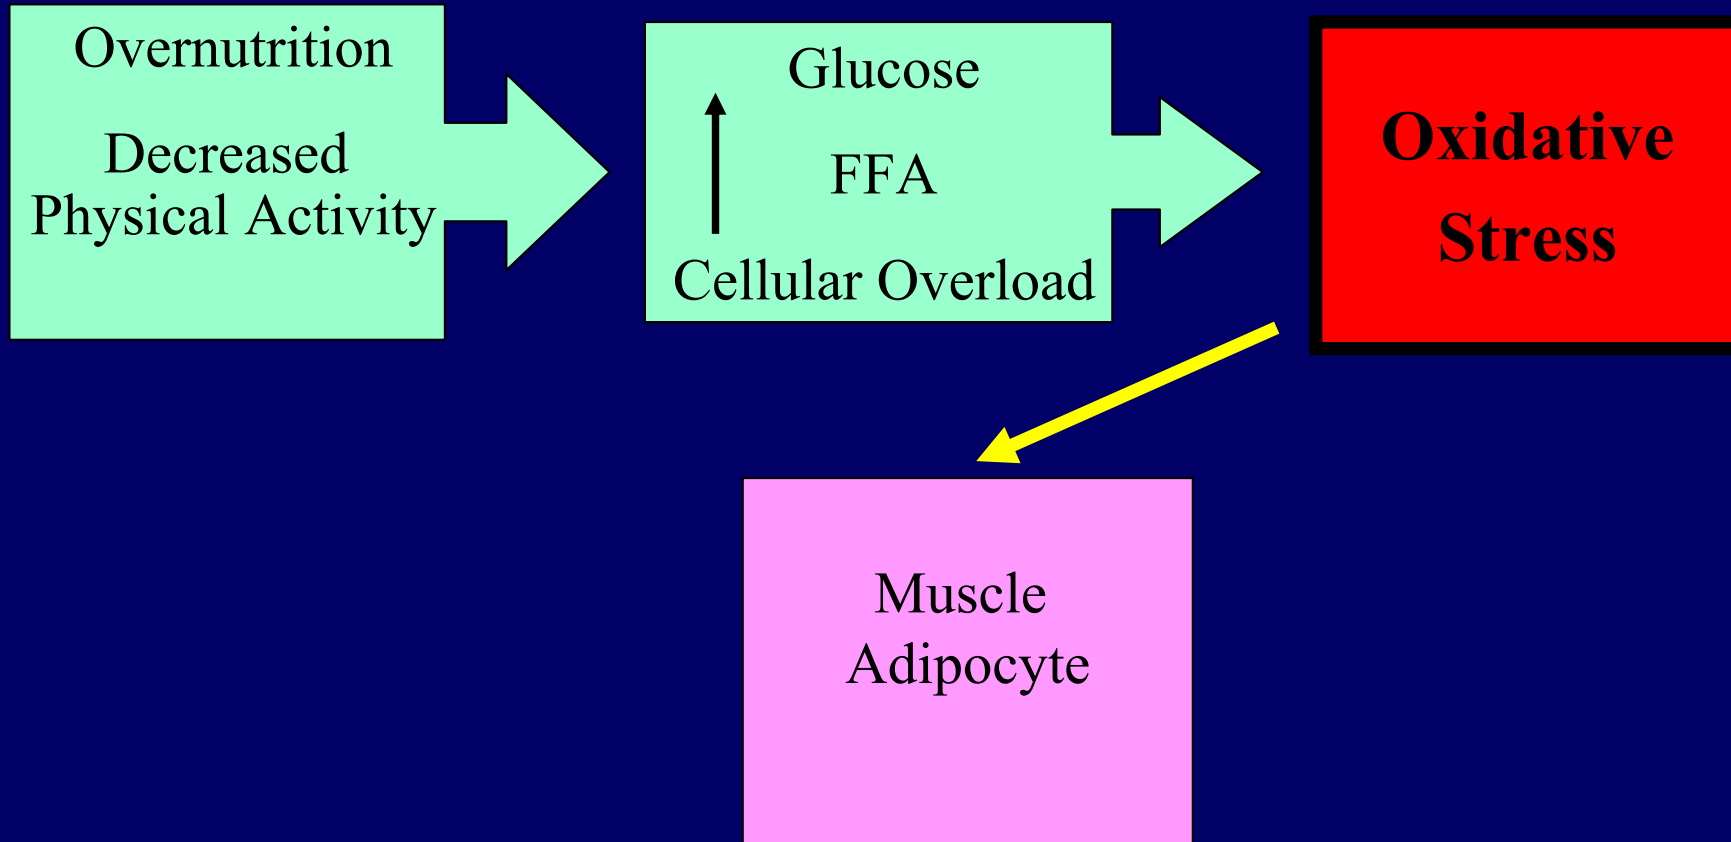 Overnutrition
Decreased
Physical Activity
Glucose
FFA
Cellular Overload
Oxidative
Stress
Muscle
Adipocyte